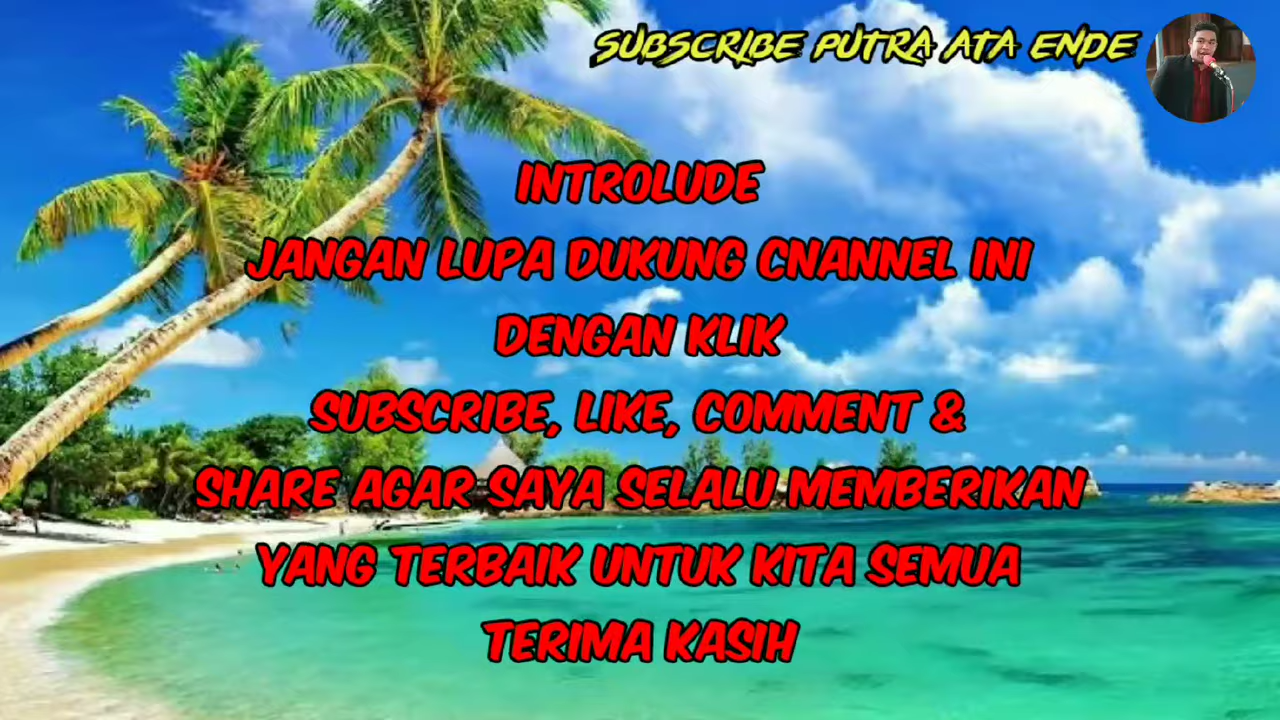 SUBSCRIBE PUTRA ATA ENDE
INTROLUDE
JANGAN LUPA DUKUNG CNANNEL INI
DENGAN KLIK
SUBSCRIBE, LIKE, COMMENT &
SHARE AGAR SAYA SELALU MEMBERIKAN
YANG TERBAIK UNTUK KITA SEMUA
TERIMA KASIH